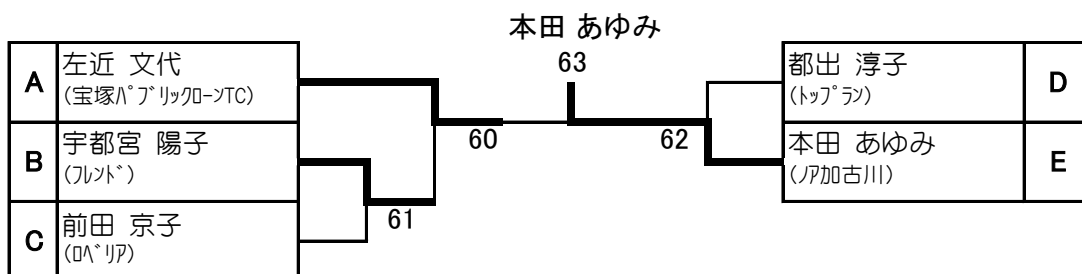 本田 あゆみ
63
A
左近 文代
(宝塚ﾊﾟﾌﾞﾘｯｸﾛｰﾝTC)
B
宇都宮 陽子
(ﾌﾚﾝﾄﾞ)
C
前田 京子
(ﾛﾍﾞﾘｱ)
60
61
62
都出 淳子
(ﾄｯﾌﾟﾗﾝ)
D
本田 あゆみ
(ﾉｱ加古川)
E